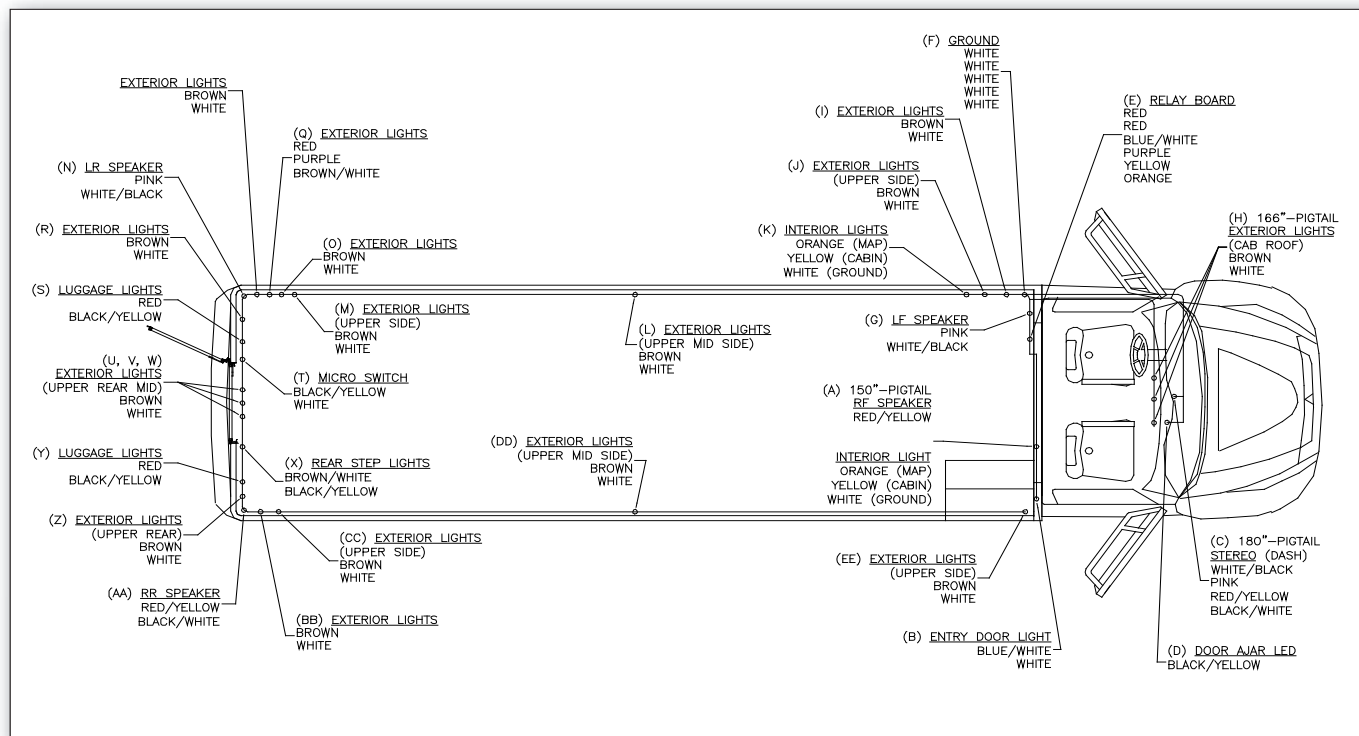 (F) GROUND
WHITE
WHITE
WHITE
WHITE
WHITE
EXTERIOR LIGHTS
BROWN
WHITE
(E) RELAY BOARD
RED
RED
BLUE/WHITE
PURPLE
YELLOW
ORANGE
(I) EXTERIOR LIGHTS
BROWN
WHITE
(Q) EXTERIOR LIGHTS
RED
PURPLE
BROWN/WHITE
(N) LR SPEAKER
PINK
WHITE/BLACK
(J) EXTERIOR LIGHTS
(UPPER SIDE)
BROWN
WHITE
(H) 166"-PIGTAIL
EXTERIOR LIGHTS
(CAB ROOF)
BROWN
WHITE
(R) EXTERIOR LIGHTS
BROWN
WHITE
(O) EXTERIOR LIGHTS
BROWN
WHITE
(K) INTERIOR LIGHTS
ORANGE (MAP)
YELLOW (CABIN)
WHITE (GROUND)
(S) LUGGAGE LIGHTS
RED
BLACK/YELLOW
(M) EXTERIOR LIGHTS
(UPPER SIDE)
BROWN
WHITE
(L) EXTERIOR LIGHTS
(UPPER MID SIDE)
BROWN
WHITE
(G) LF SPEAKER
PINK
WHITE/BLACK
(U, V, W)
EXTERIOR LIGHTS
(UPPER REAR MID)
BROWN
WHITE
(T) MICRO SWITCH
BLACK/YELLOW
WHITE
(A) 150"-PIGTAIL
RF SPEAKER
RED/YELLOW
(Y) LUGGAGE LIGHTS
RED
BLACK/YELLOW
(X) REAR STEP LIGHTS
BROWN/WHITE
BLACK/YELLOW
(DD) EXTERIOR LIGHTS
(UPPER MID SIDE)
BROWN
WHITE
INTERIOR LIGHT
ORANGE (MAP)
YELLOW (CABIN)
WHITE (GROUND)
(Z) EXTERIOR LIGHTS
(UPPER REAR)
BROWN
WHITE
(CC) EXTERIOR LIGHTS
(UPPER SIDE)
BROWN
WHITE
(EE) EXTERIOR LIGHTS
(UPPER SIDE)
BROWN
WHITE
(C) 180"-PIGTAIL
STEREO (DASH)
WHITE/BLACK
PINK
RED/YELLOW
BLACK/WHITE
(AA) RR SPEAKER
RED/YELLOW
BLACK/WHITE
(BB) EXTERIOR LIGHTS
BROWN
WHITE
(B) ENTRY DOOR LIGHT
BLUE/WHITE
WHITE
(D) DOOR AJAR LED
BLACK/YELLOW